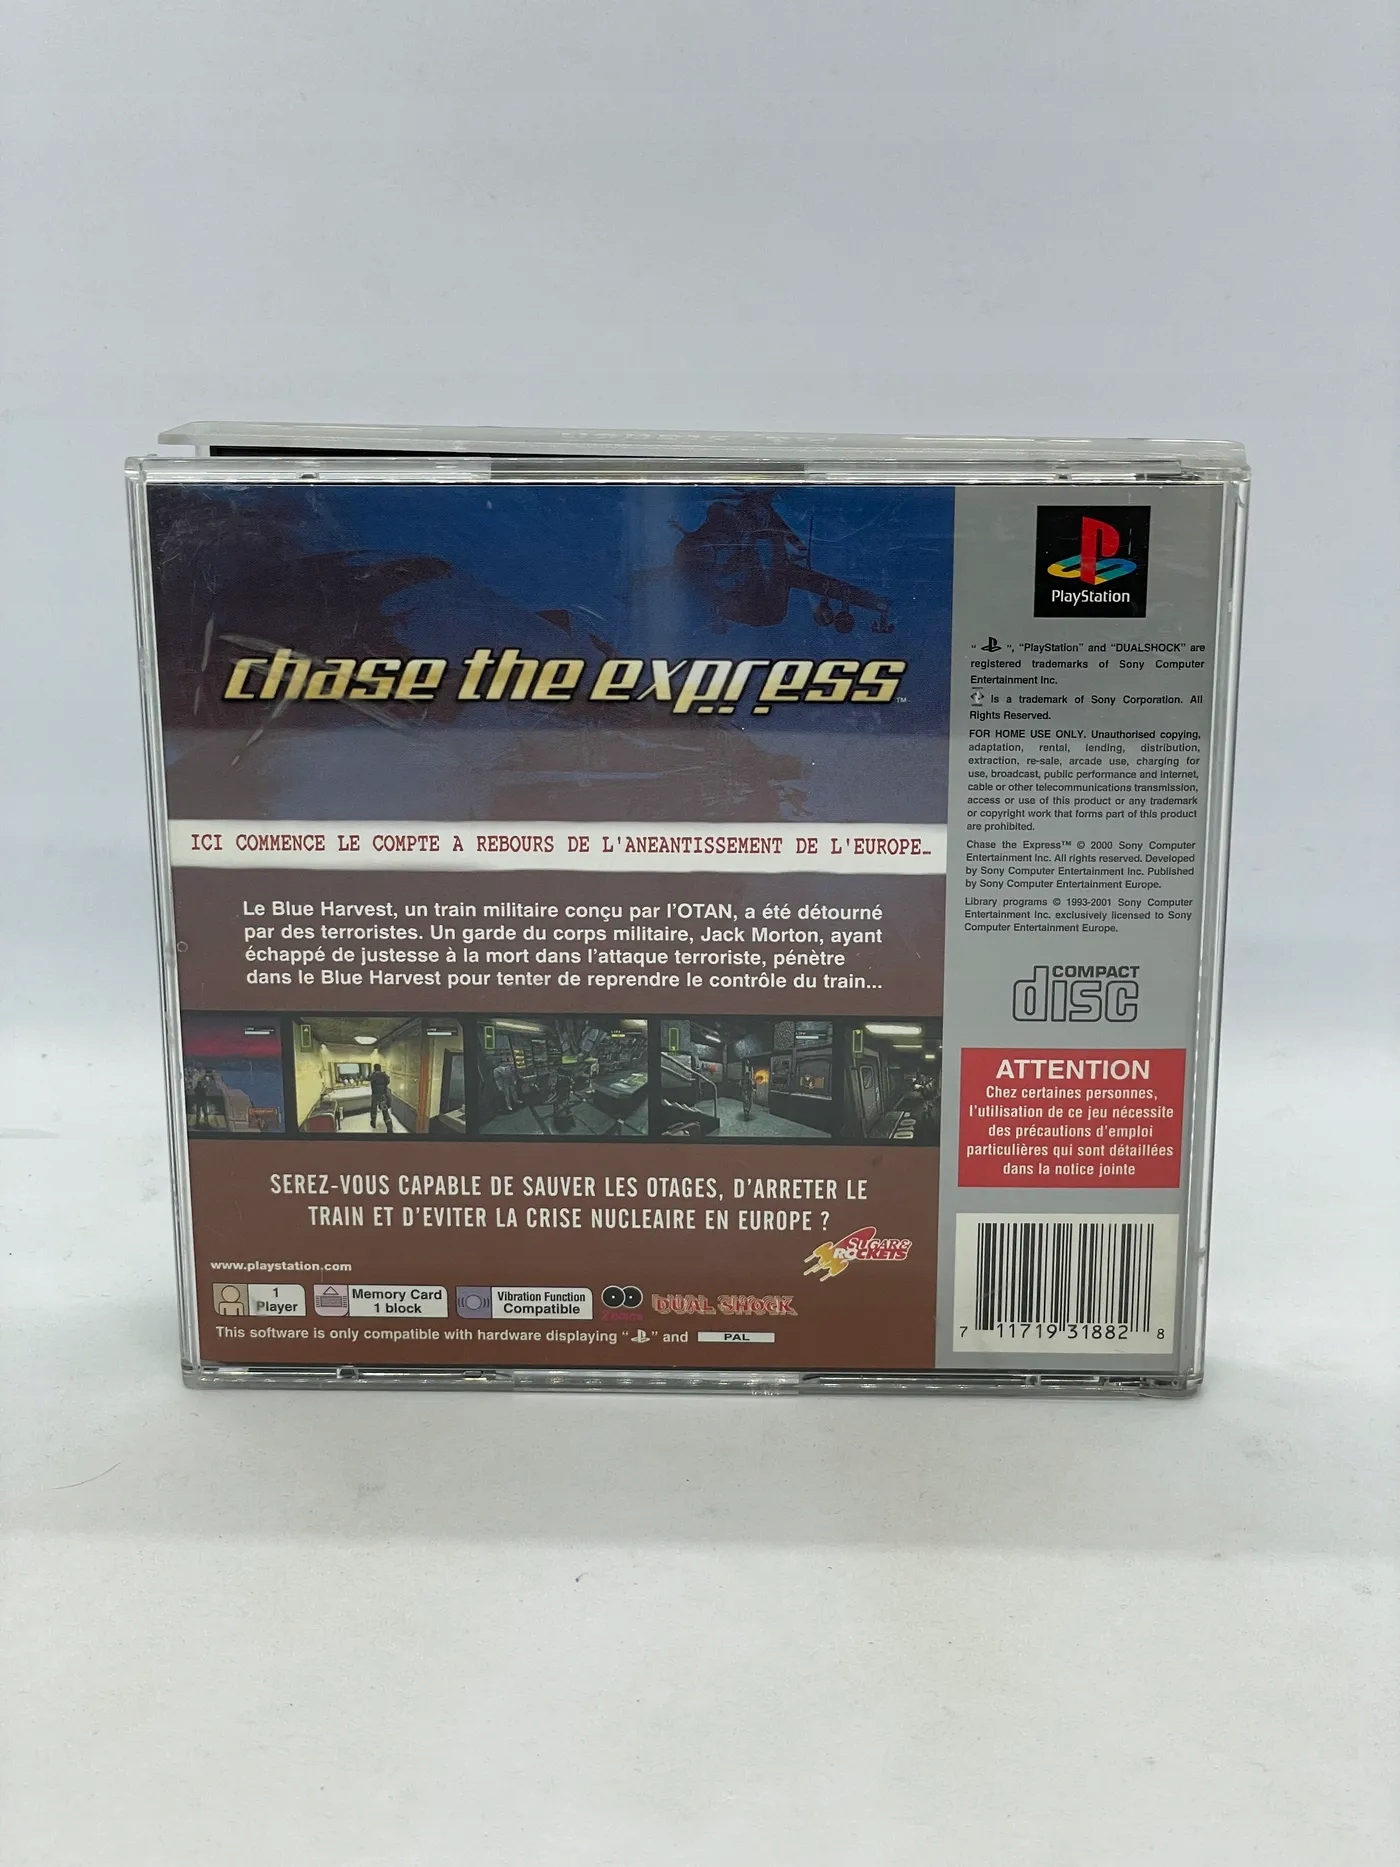 chase the express™
ICI COMMENCE LE COMPTE A REBOURS DE L'ANEANTISSEMENT DE L'EUROPE…
Le Blue Harvest, un train militaire conçu par l'OTAN, a été détourné
par des terroristes. Un garde du corps militaire, Jack Morton, ayant
échappé de justesse à la mort dans l'attaque terroriste, pénètre
dans le Blue Harvest pour tenter de reprendre le contrôle du train...
SEREZ-VOUS CAPABLE DE SAUVER LES OTAGES, D'ARRETER LE
TRAIN ET D'EVITER LA CRISE NUCLEAIRE EN EUROPE ?
SUGAR&
ROCKETS
www.playstation.com
1
Player
Memory Card
1 block
Vibration Function
Compatible
DUAL SHOCK
This software is only compatible with hardware displaying " " and PAL
PlayStation
" ", "PlayStation" and "DUALSHOCK" are
registered trademarks of Sony Computer
Entertainment Inc.
is a trademark of Sony Corporation. All
Rights Reserved.
FOR HOME USE ONLY. Unauthorised copying,
adaptation, rental, lending, distribution,
extraction, re-sale, arcade use, charging for
use, broadcast, public performance and internet,
cable or other telecommunications transmission,
access or use of this product or any trademark
or copyright work that forms part of this product
are prohibited.
Chase the Express™ © 2000 Sony Computer
Entertainment Inc. All rights reserved. Developed
by Sony Computer Entertainment Inc. Published
by Sony Computer Entertainment Europe.
Library programs © 1993-2001 Sony Computer
Entertainment Inc. exclusively licensed to Sony
Computer Entertainment Europe.
COMPACT
disc
ATTENTION
Chez certaines personnes,
l'utilisation de ce jeu nécessite
des précautions d'emploi
particulières qui sont détaillées
dans la notice jointe
7 11719 31882 8